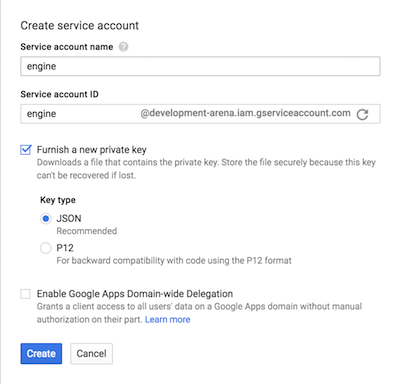 Create service account
Service account name ?
engine
Service account ID
engine @development-arena.iam.gserviceaccount.com
Furnish a new private key
Downloads a file that contains the private key. Store the file securely because this key
can't be recovered if lost.
Key type
JSON
Recommended
P12
For backward compatibility with code using the P12 format
Enable Google Apps Domain-wide Delegation
Grants a client access to all users' data on a Google Apps domain without manual
authorization on their part. Learn more
Create Cancel